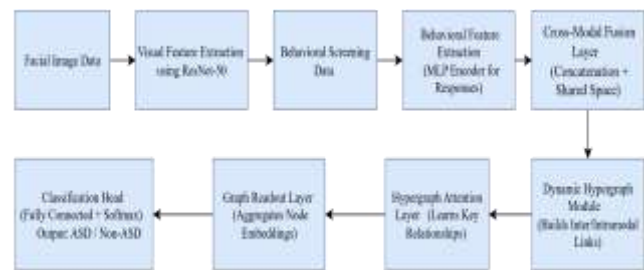 Facial Image Data
Visual Feature Extraction
using ResNet-50
Behavioral Screening
Data
Behavioral Feature
Extraction
(MLP Encoder for
Responses)
Cross-Modal Fusion
Layer
(Concatenation +
Shared Space)
Classification Head
(Fully Connected + Softmax)
Output: ASD / Non-ASD
Graph Readout Layer
(Aggregates Node
Embeddings)
Hypergraph Attention
Layer (Learns Key
Relationships)
Dynamic Hypergraph
Module
(Builds Inter/Intramodal
Links)